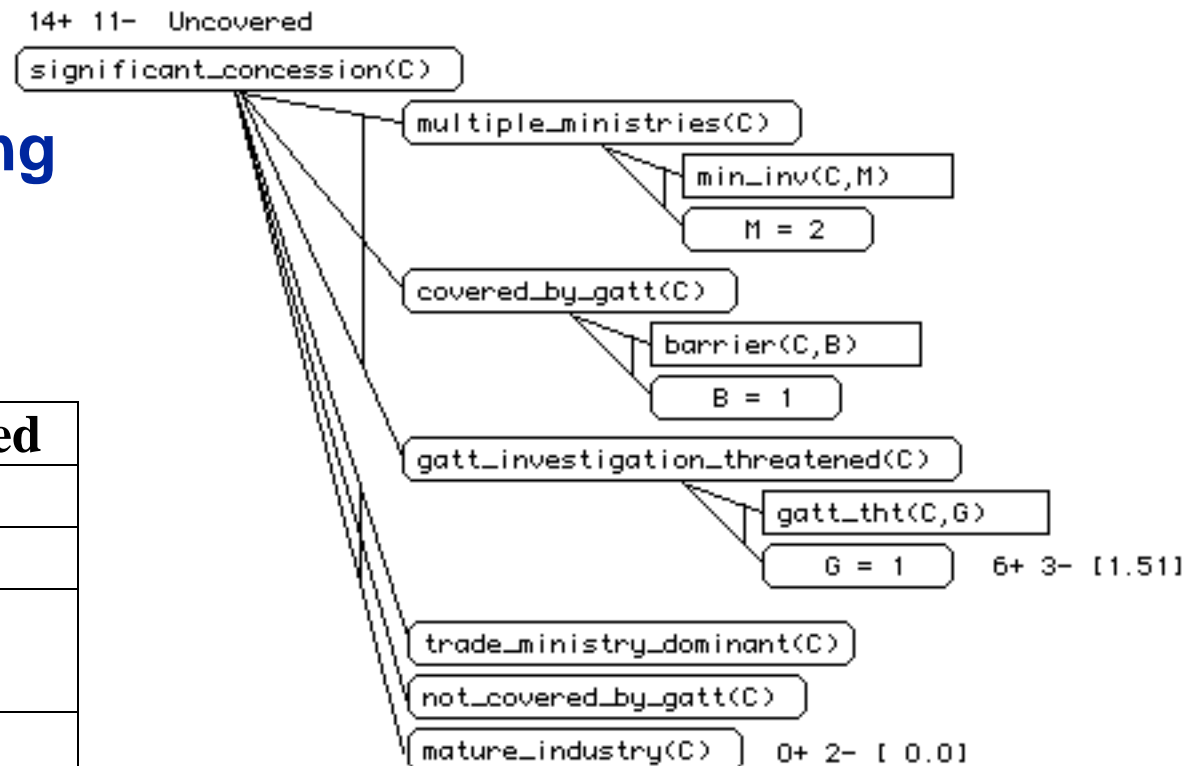 14+ 11- Uncovered
significant_concession(C)
ng
multiple_ministries(C)
min_inv(C,M)
M = 2
covered_by_gatt(C)
barrier(C,B)
B = 1
ed
gatt_investigation_threatened(C)
gatt_tht(C,G)
G = 1 6+ 3- [1.51]
trade_ministry_dominant(C)
not_covered_by_gatt(C)
mature_industry(C) 0+ 2- [ 0.0]